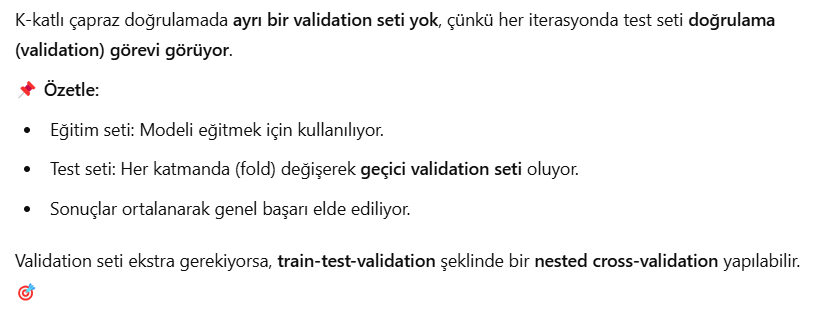 K-katlı çapraz doğrulamada ayrı bir validation seti yok, çünkü her iterasyonda test seti doğrulama
(validation) görevi görüyor.
📌 Özetle:
• Eğitim seti: Modeli eğitmek için kullanılıyor.
• Test seti: Her katmanda (fold) değişerek geçici validation seti oluyor.
• Sonuçlar ortalanarak genel başarı elde ediliyor.
Validation seti ekstra gerekiyorsa, train-test-validation şeklinde bir nested cross-validation yapılabilir.
🎯